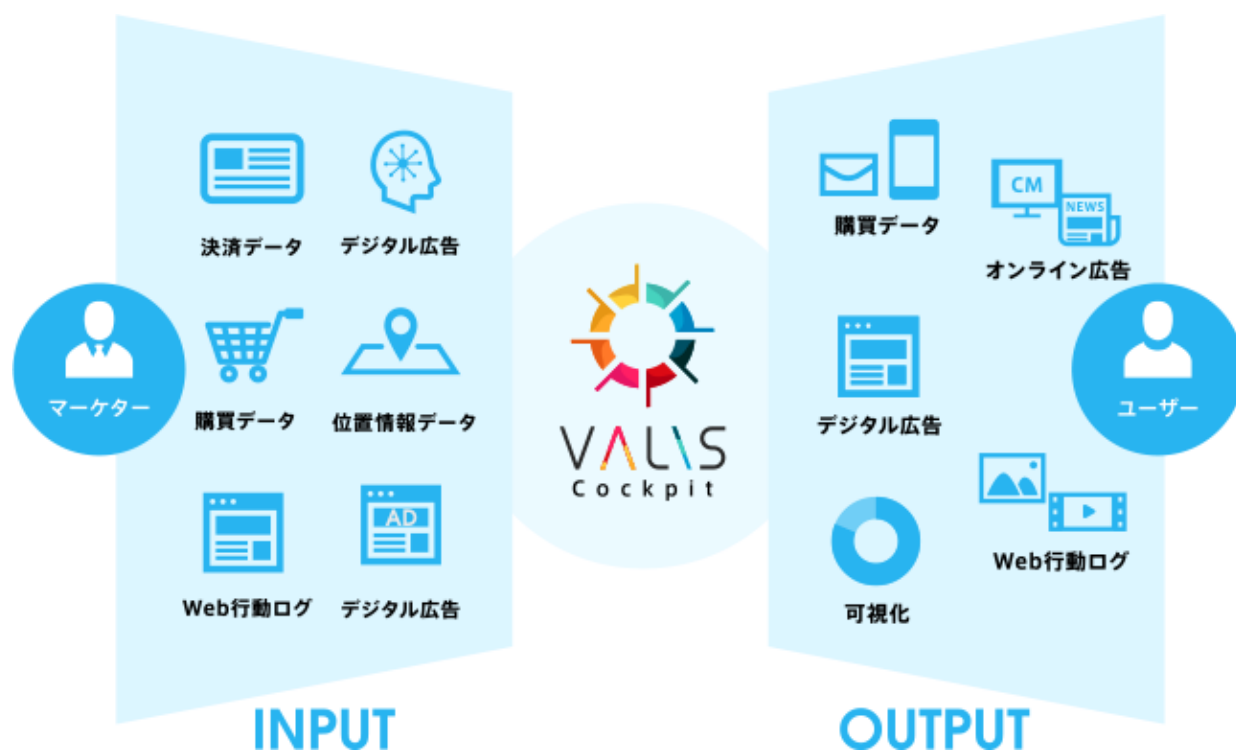 決済データ
デジタル広告
マーケター
購買データ
位置情報データ
AD
Web行動ログ
デジタル広告
INPUT
VALIS
Cockpit
購買データ
CM
NEWS
オンライン広告
デジタル広告
ユーザー
可視化
Web行動ログ
OUTPUT